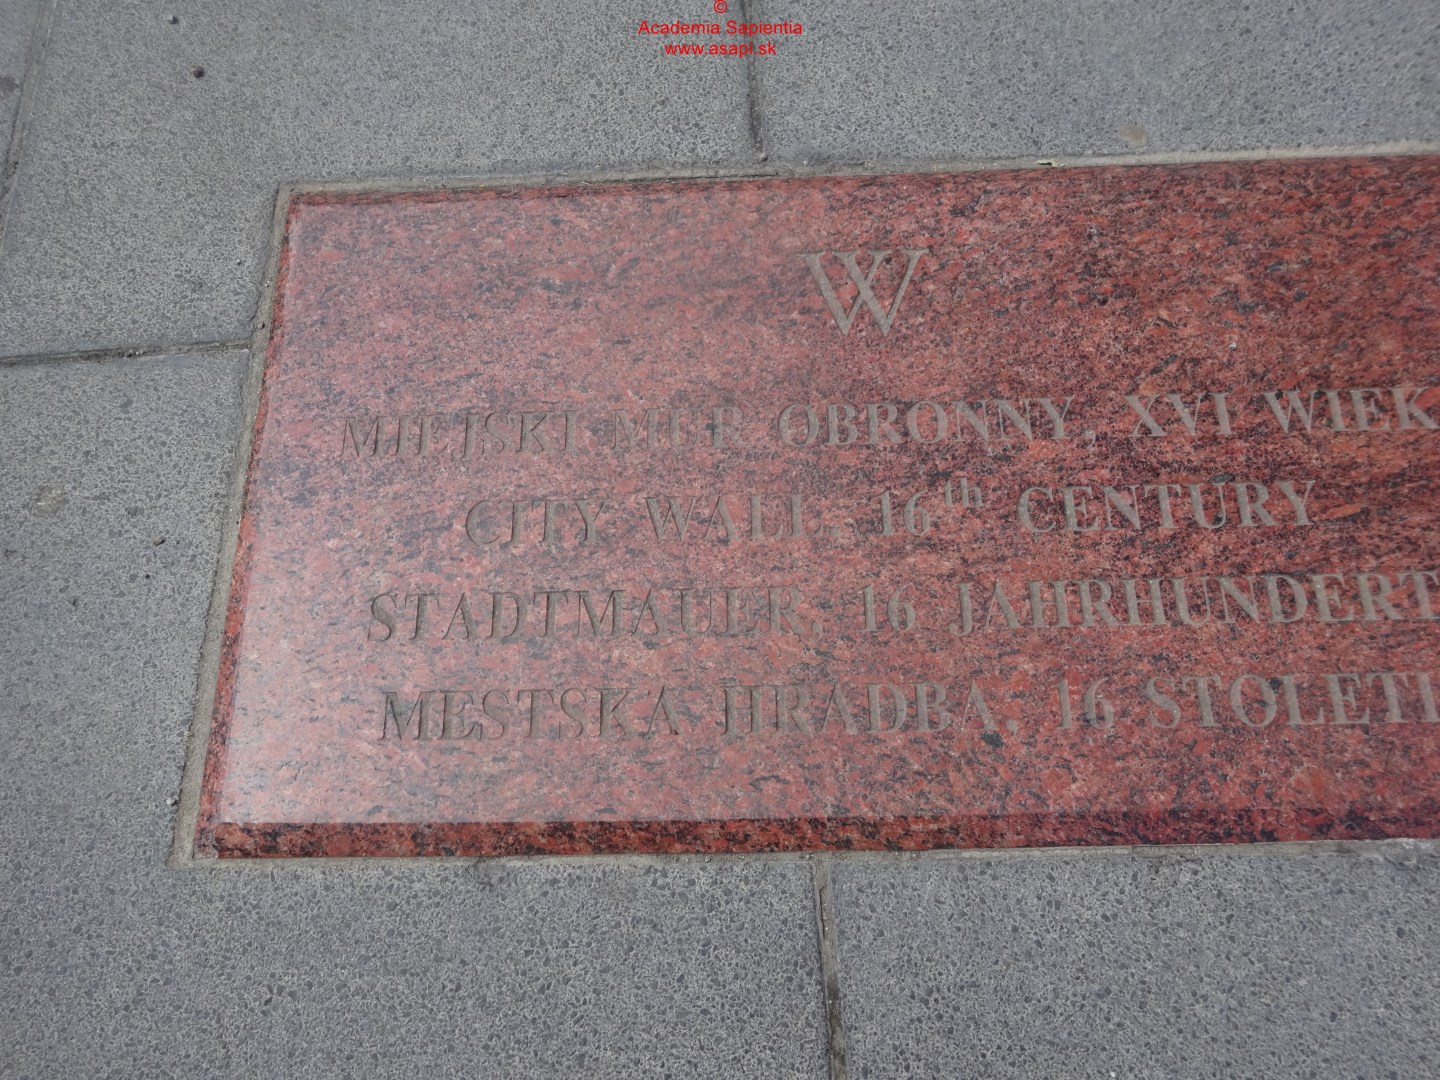 ©
Academia Sapientia
www.asapi.sk
W
MIEJSKI MUR OBRONNY, XVI WIEK
CITY WALL, 16th CENTURY
STADTMAUER, 16 JAHRHUNDERT
MESTSKA HRADBA, 16 STOLETI